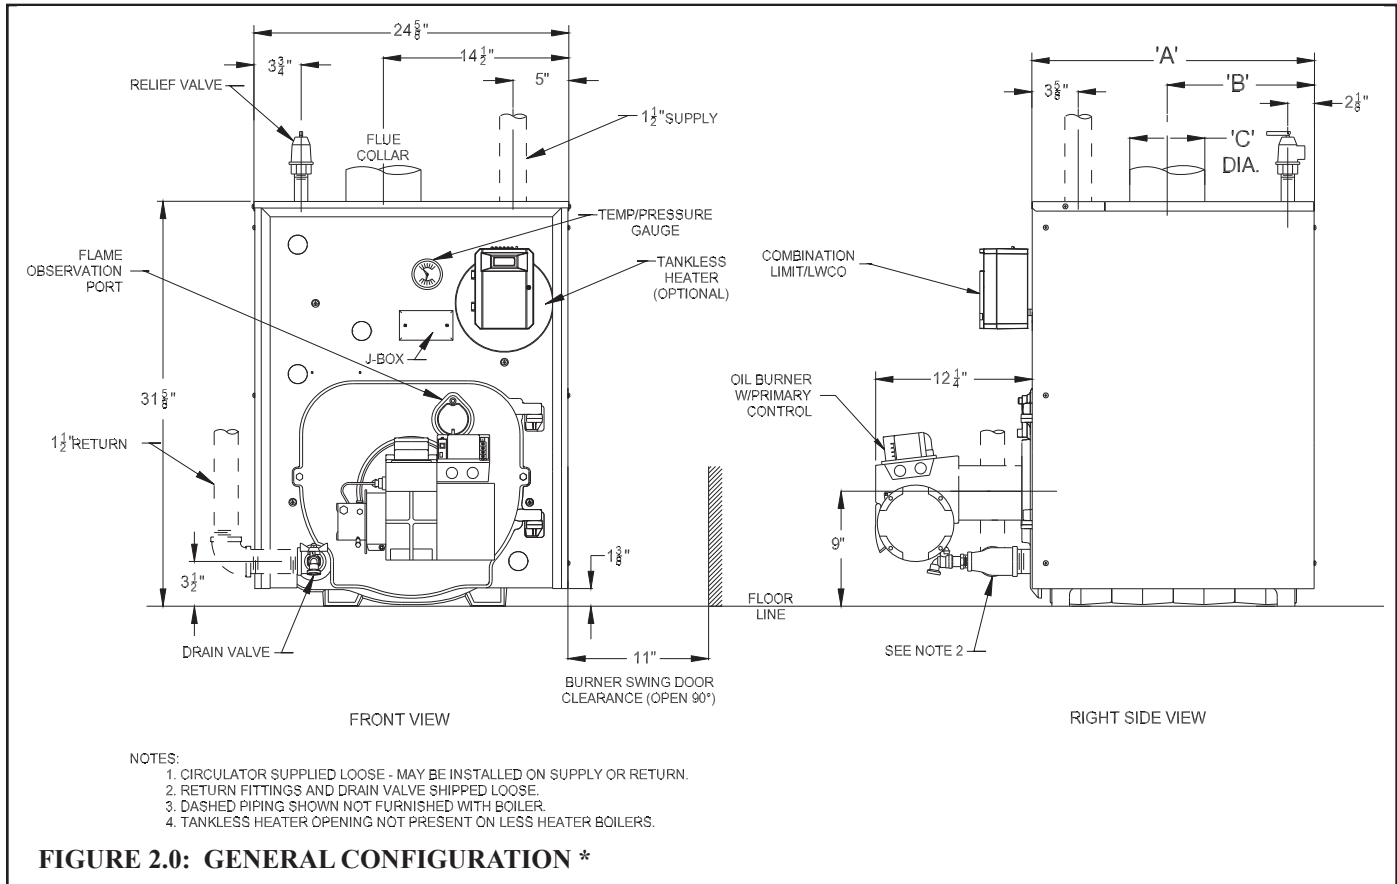 24 5/8"
14 1/2"
3 3/4"
5"
RELIEF VALVE
1 1/2" SUPPLY
FLUE
COLLAR
TEMP/PRESSURE
GAUGE
FLAME
OBSERVATION
PORT
TANKLESS
HEATER
(OPTIONAL)
J-BOX
31 5/8"
1 1/2" RETURN
3 1/2"
1 3/8"
DRAIN VALVE
11"
BURNER SWING DOOR
CLEARANCE (OPEN 90°)
FLOOR
LINE
FRONT VIEW
'A'
'B'
3 5/8"
2 1/8"
'C'
DIA.
COMBINATION
LIMIT/LWCO
12 1/4"
OIL BURNER
W/PRIMARY
CONTROL
9"
SEE NOTE 2
RIGHT SIDE VIEW
NOTES:
1. CIRCULATOR SUPPLIED LOOSE - MAY BE INSTALLED ON SUPPLY OR RETURN.
2. RETURN FITTINGS AND DRAIN VALVE SHIPPED LOOSE.
3. DASHED PIPING SHOWN NOT FURNISHED WITH BOILER.
4. TANKLESS HEATER OPENING NOT PRESENT ON LESS HEATER BOILERS.
FIGURE 2.0: GENERAL CONFIGURATION *